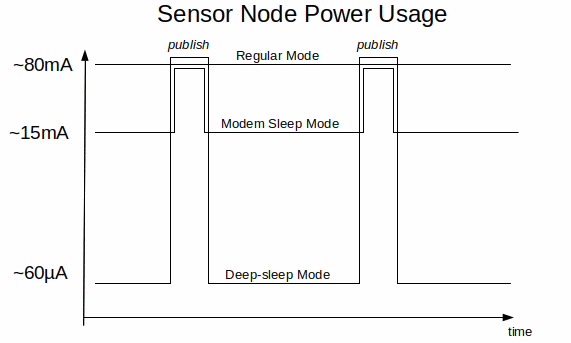 Sensor Node Power Usage
publish
publish
Regular Mode
~80mA
Modem Sleep Mode
~15mA
~60µA
Deep-sleep Mode
time